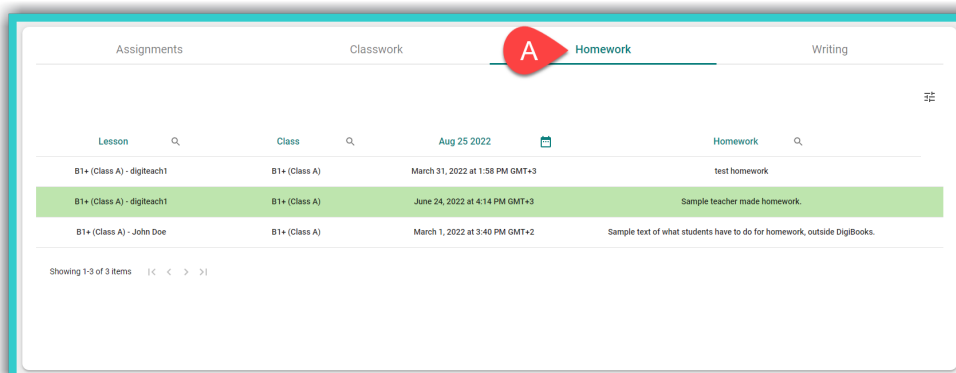 Assignments Classwork A Homework Writing
Lesson Class Aug 25 2022 Homework
B1+ (Class A) - digiteach1 B1+ (Class A) March 31, 2022 at 1:58 PM GMT+3 test homework
B1+ (Class A) - digiteach1 B1+ (Class A) June 24, 2022 at 4:14 PM GMT+3 Sample teacher made homework.
B1+ (Class A) - John Doe B1+ (Class A) March 1, 2022 at 3:40 PM GMT+2 Sample text of what students have to do for homework, outside DigiBooks.
Showing 1-3 of 3 items